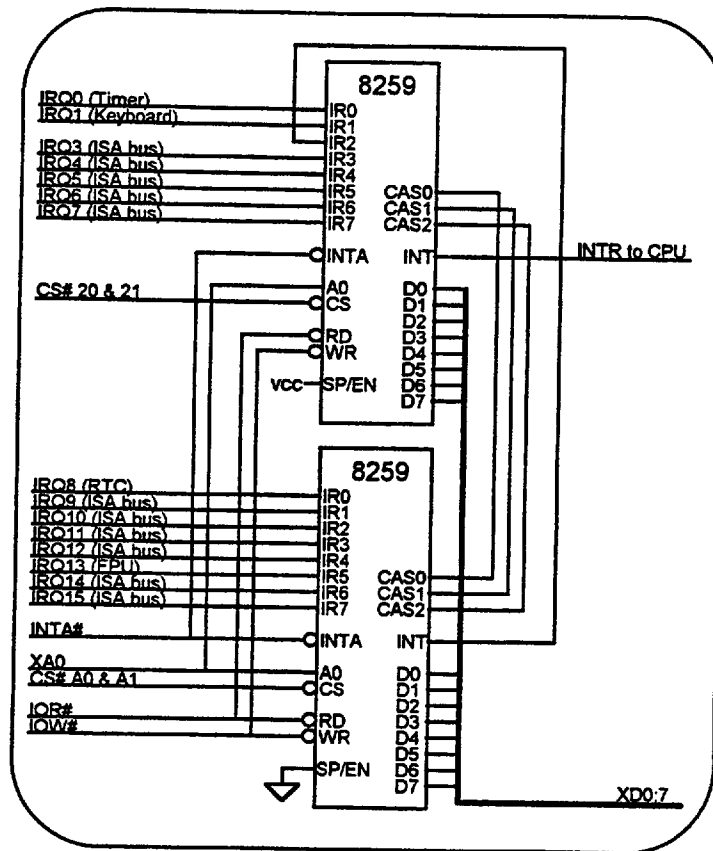 8259
IRQ0 (Timer)
IRQ1 (Keyboard)
IRQ3 (ISA bus)
IRQ4 (ISA bus)
IRQ5 (ISA bus)
IRQ6 (ISA bus)
IRQ7 (ISA bus)
IR0
IR1
IR2
IR3
IR4
IR5
IR6
IR7
CAS0
CAS1
CAS2
INTA
INT
INTR to CPU
CS# 20 & 21
A0
CS
RD
WR
VCC
SP/EN
D0
D1
D2
D3
D4
D5
D6
D7
8259
IRQ8 (RTC)
IRQ9 (ISA bus)
IRQ10 (ISA bus)
IRQ11 (ISA bus)
IRQ12 (ISA bus)
IRQ13 (FPU)
IRQ14 (ISA bus)
IRQ15 (ISA bus)
IR0
IR1
IR2
IR3
IR4
IR5
IR6
IR7
CAS0
CAS1
CAS2
INTA#
INTA
INT
XA0
CS# A0 & A1
A0
CS
IOR#
IOW#
RD
WR
SP/EN
D0
D1
D2
D3
D4
D5
D6
D7
XD0:7